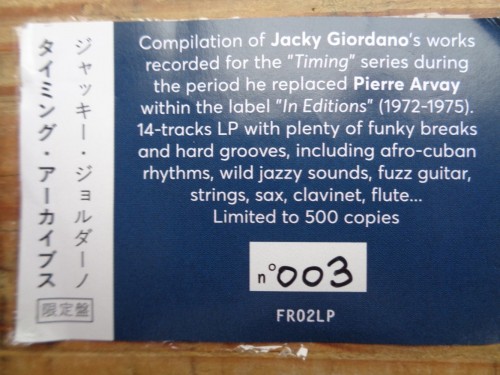 ジャッキー・ジョルダーノ
タイミング・アーカイブス
限定盤
Compilation of Jacky Giordano's works
recorded for the "Timing" series during
the period he replaced Pierre Arvay
within the label "In Editions" (1972-1975).
14-tracks LP with plenty of funky breaks
and hard grooves, including afro-cuban
rhythms, wild jazzy sounds, fuzz guitar,
strings, sax, clavinet, flute...
Limited to 500 copies
n°003
FR02LP